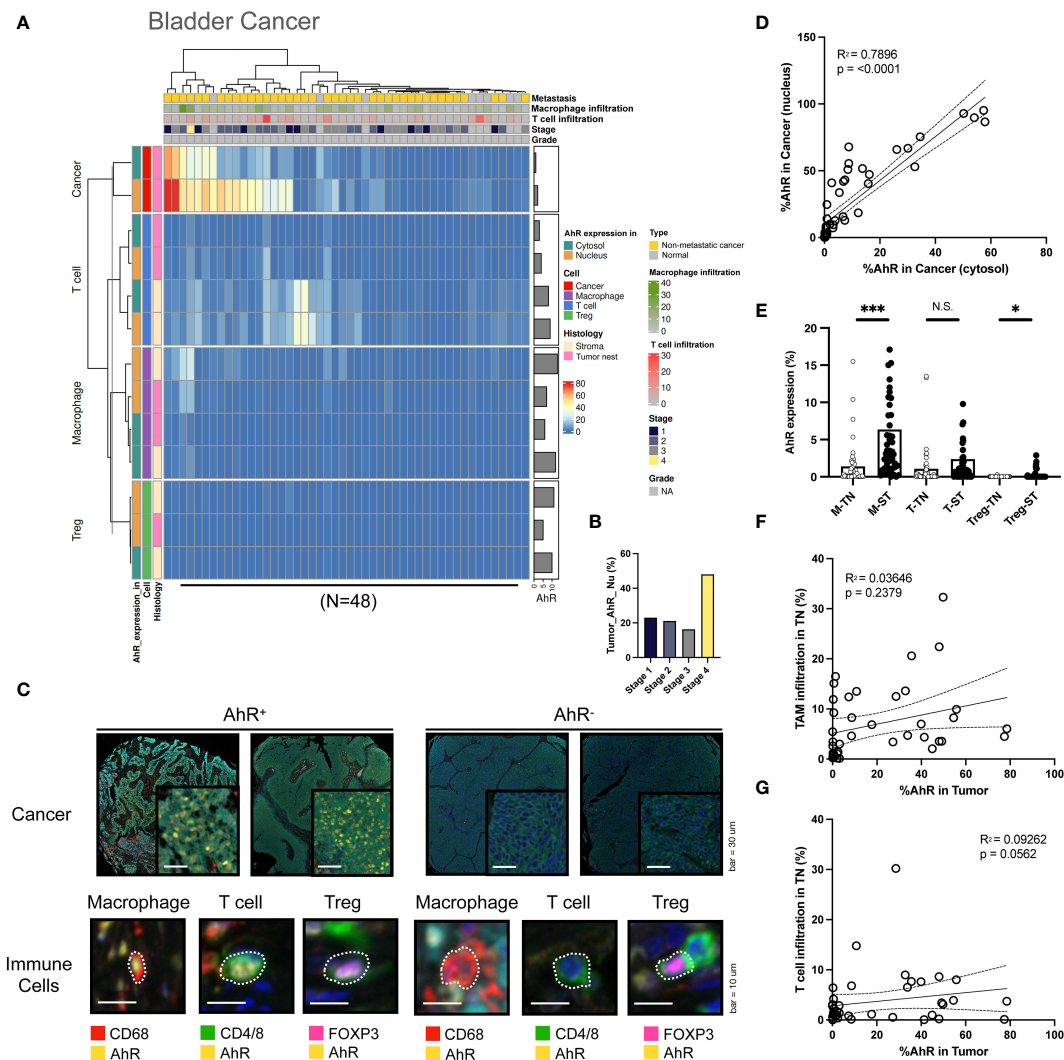 A
Bladder Cancer
Metastasis
Macrophage infiltration
T cell infiltration
Stage
Grade
Cancer
T cell
Macrophage
Treg
AhR_expression_in
Cell
Histology
(N=48)
0
5
10
AhR
AhR expression in
Cytosol
Nucleus
Cell
Cancer
Macrophage
T cell
Treg
Histology
Stroma
Tumor nest
80
60
40
20
0
Type
Non-metastatic cancer
Normal
Macrophage infiltration
40
30
20
10
0
T cell infiltration
30
20
10
0
Stage
1
2
3
4
Grade
NA
B
Tumor_AhR_ Nu (%)
60
40
20
0
Stage 1
Stage 2
Stage 3
Stage 4
C
AhR+
AhR-
Cancer
bar = 30 um
Macrophage
T cell
Treg
Macrophage
T cell
Treg
Immune
Cells
bar = 10 um
CD68
CD4/8
FOXP3
CD68
CD4/8
FOXP3
AhR
AhR
AhR
AhR
AhR
AhR
D
%AhR in Cancer (nucleus)
150
100
50
0
R2 = 0.7896
p = <0.0001
0
20
40
60
80
%AhR in Cancer (cytosol)
E
AhR expression (%)
20
15
10
5
0
***
N.S.
*
M-TN
M-ST
T-TN
T-ST
Treg-TN
Treg-ST
F
TAM infiltration in TN (%)
40
30
20
10
0
R2 = 0.03646
p = 0.2379
0
20
40
60
80
100
%AhR in Tumor
G
T cell infiltration in TN (%)
40
30
20
10
0
R2 = 0.09262
p = 0.0562
0
20
40
60
80
100
%AhR in Tumor